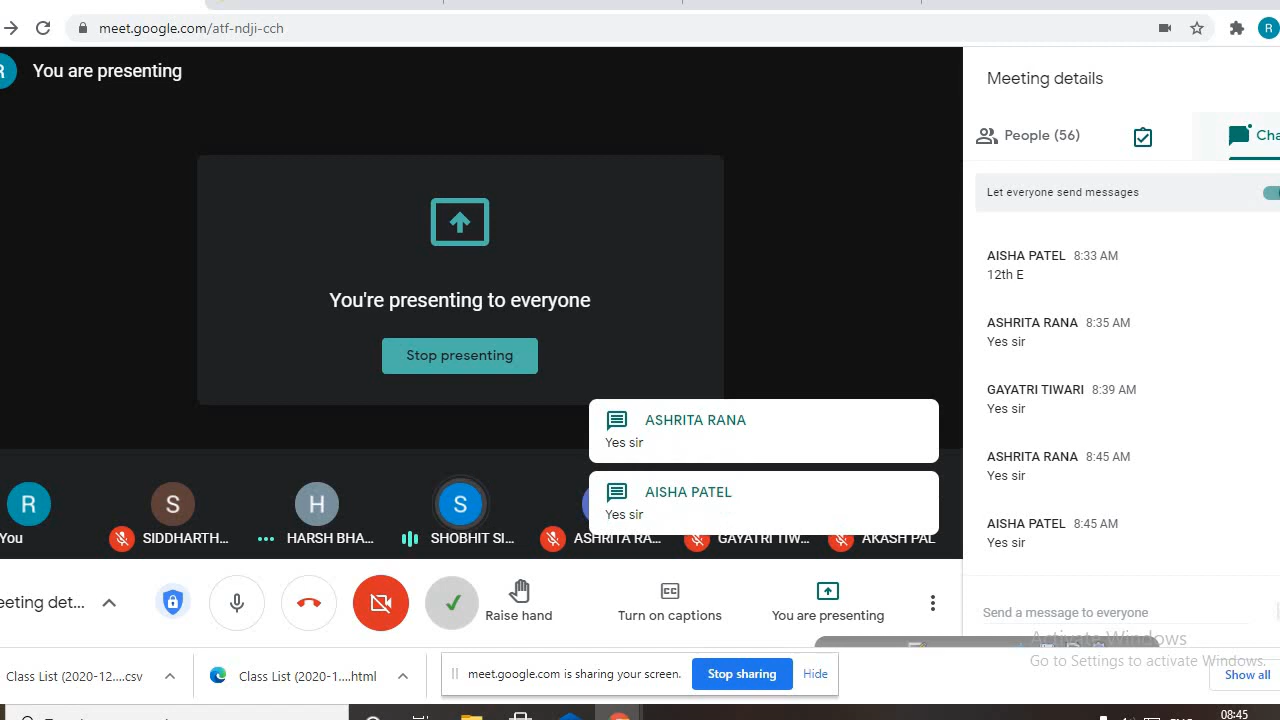 meet.google.com/atf-ndji-cch
R
R
You are presenting
Meeting details
People (56)
Cha
Let everyone send messages
You're presenting to everyone
Stop presenting
AISHA PATEL 8:33 AM
12th E
ASHRITA RANA 8:35 AM
Yes sir
GAYATRI TIWARI 8:39 AM
Yes sir
ASHRITA RANA 8:45 AM
Yes sir
AISHA PATEL 8:45 AM
Yes sir
ASHRITA RANA
Yes sir
AISHA PATEL
Yes sir
R
S
H
S
You
SIDDHARTH...
HARSH BHA...
SHOBHIT SI...
ASHRITA RA...
GAYATRI TIW...
AKASH PAL
eeting det...
Raise hand
CC
Turn on captions
You are presenting
Send a message to everyone
Activate Windows
Go to Settings to activate Windows.
Class List (2020-12....csv
Class List (2020-1....html
meet.google.com is sharing your screen.
Stop sharing
Hide
Show all
08:45